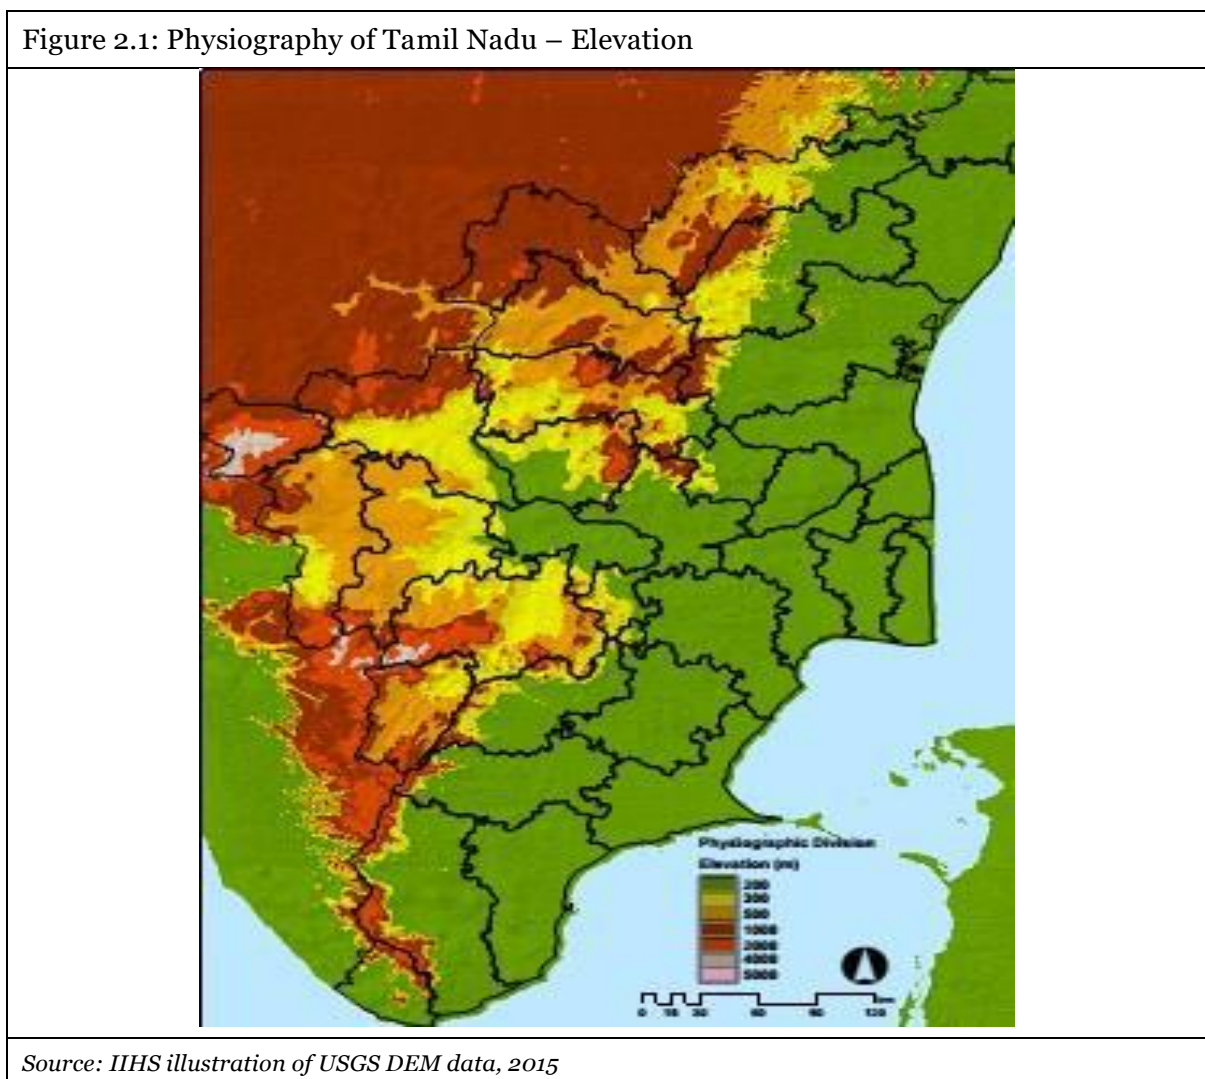 Figure 2.1: Physiography of Tamil Nadu – Elevation
Physiographic Division
Elevation (m)
200
300
500
1000
2000
4000
5000
km
0 15 30 60 90 120
Source: IIHS illustration of USGS DEM data, 2015